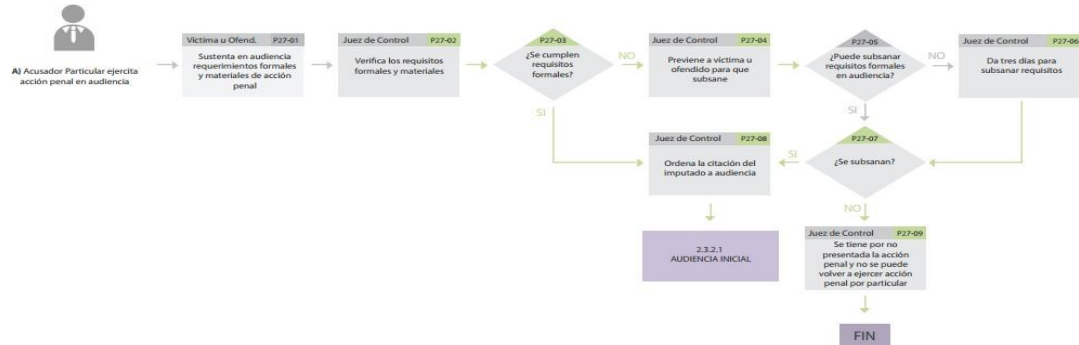 A) Acusador Particular ejercita
acción penal en audiencia
Víctima u Ofend. P27-01
Sustenta en audiencia
requerimientos formales
y materiales de acción
penal
Juez de Control P27-02
Verifica los requisitos
formales y materiales
P27-03
¿Se cumplen
requisitos
formales?
NO
SI
Juez de Control P27-04
Previene a víctima u
ofendido para que
subsane
P27-05
¿Puede subsanar
requisitos formales
en audiencia?
NO
SI
Juez de Control P27-06
Da tres días para
subsanar requisitos
P27-07
¿Se subsanan?
SI
NO
Juez de Control P27-08
Ordena la citación del
imputado a audiencia
2.3.2.1
AUDIENCIA INICIAL
Juez de Control P27-09
Se tiene por no
presentada la acción
penal y no se puede
volver a ejercer acción
penal por particular
FIN